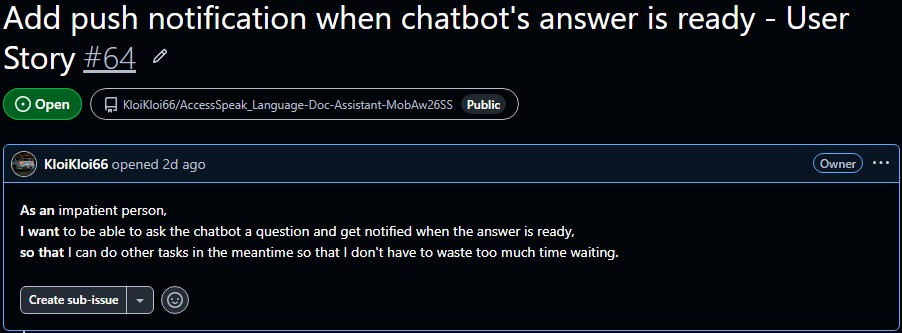 Add push notification when chatbot's answer is ready - User
Story #64
Open
KloiKloi66/AccessSpeak_Language-Doc-Assistant-MobAw26SS Public
KloiKloi66 opened 2d ago Owner
As an impatient person,
I want to be able to ask the chatbot a question and get notified when the answer is ready,
so that I can do other tasks in the meantime so that I don't have to waste too much time waiting.
Create sub-issue